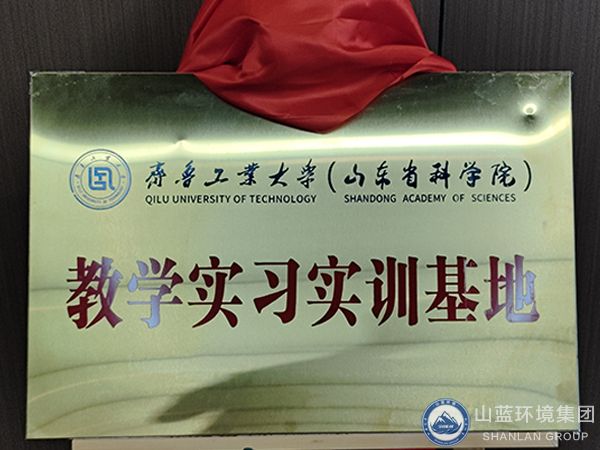 齐鲁工业大学(山东省科学院)
QILU UNIVERSITY OF TECHNOLOGY SHANDONG ACADEMY OF SCIENCES
教学实习实训基地
山蓝环境集团
SHANLAN GROUP